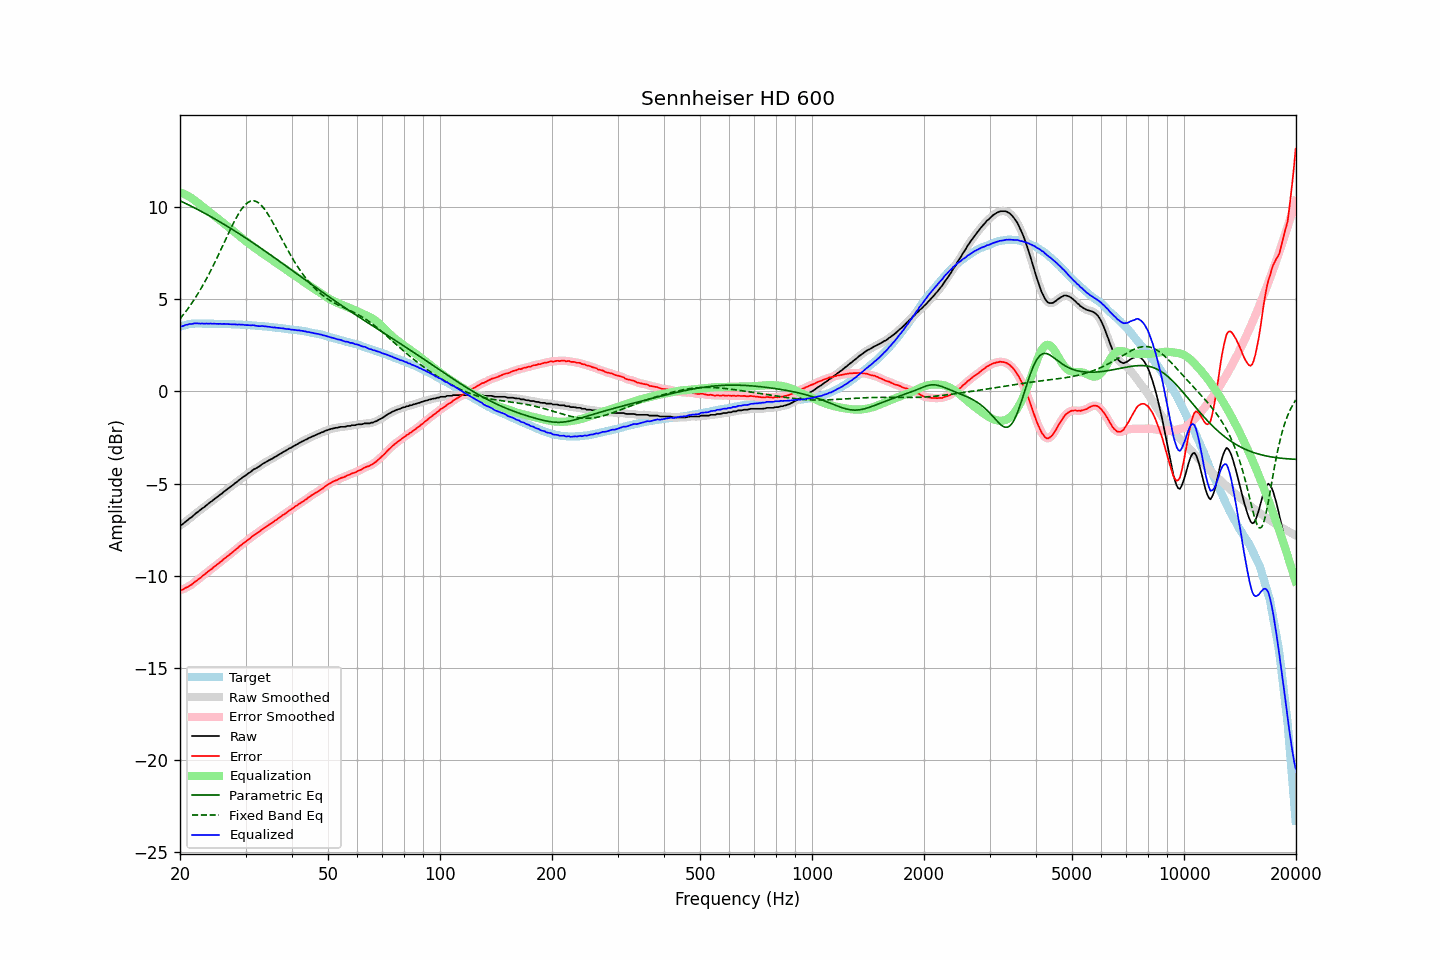 Sennheiser HD 600
Amplitude (dBr)
10
5
0
−5
−10
−15
−20
−25
Target
Raw Smoothed
Error Smoothed
Raw
Error
Equalization
Parametric Eq
Fixed Band Eq
Equalized
20 50 100 200 500 1000 2000 5000 10000 20000
Frequency (Hz)